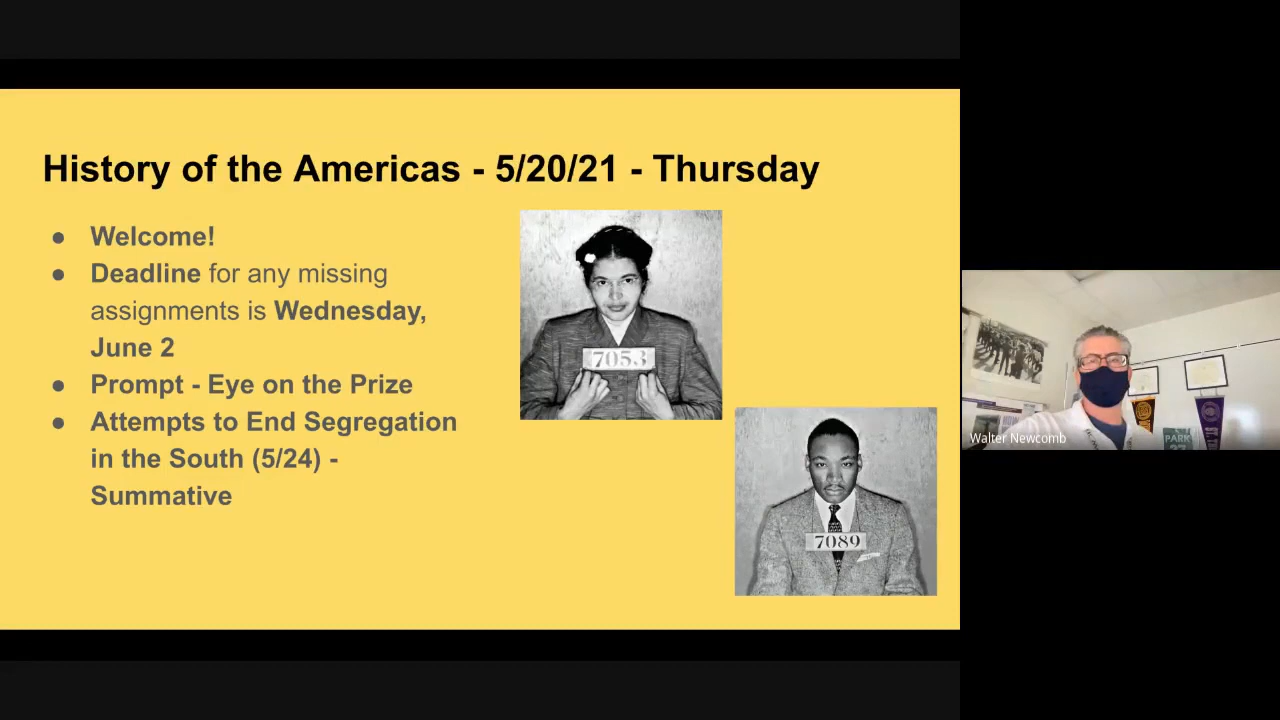 History of the Americas - 5/20/21 - Thursday
● Welcome!
● Deadline for any missing
assignments is Wednesday,
June 2
● Prompt - Eye on the Prize
● Attempts to End Segregation
in the South (5/24) -
Summative
7053
7089
Walter Newcomb
PARK